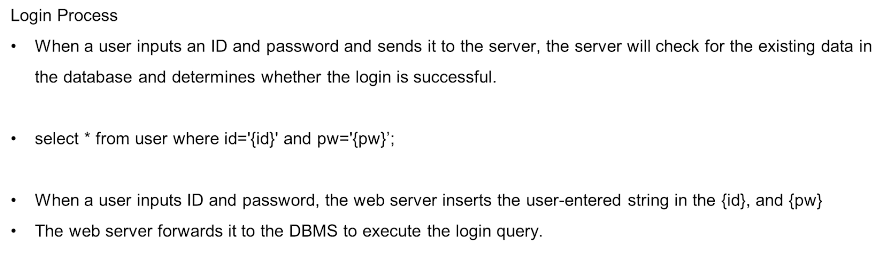 Login Process
• When a user inputs an ID and password and sends it to the server, the server will check for the existing data in
the database and determines whether the login is successful.
• select * from user where id='{id}' and pw='{pw}’;
• When a user inputs ID and password, the web server inserts the user-entered string in the {id}, and {pw}
• The web server forwards it to the DBMS to execute the login query.